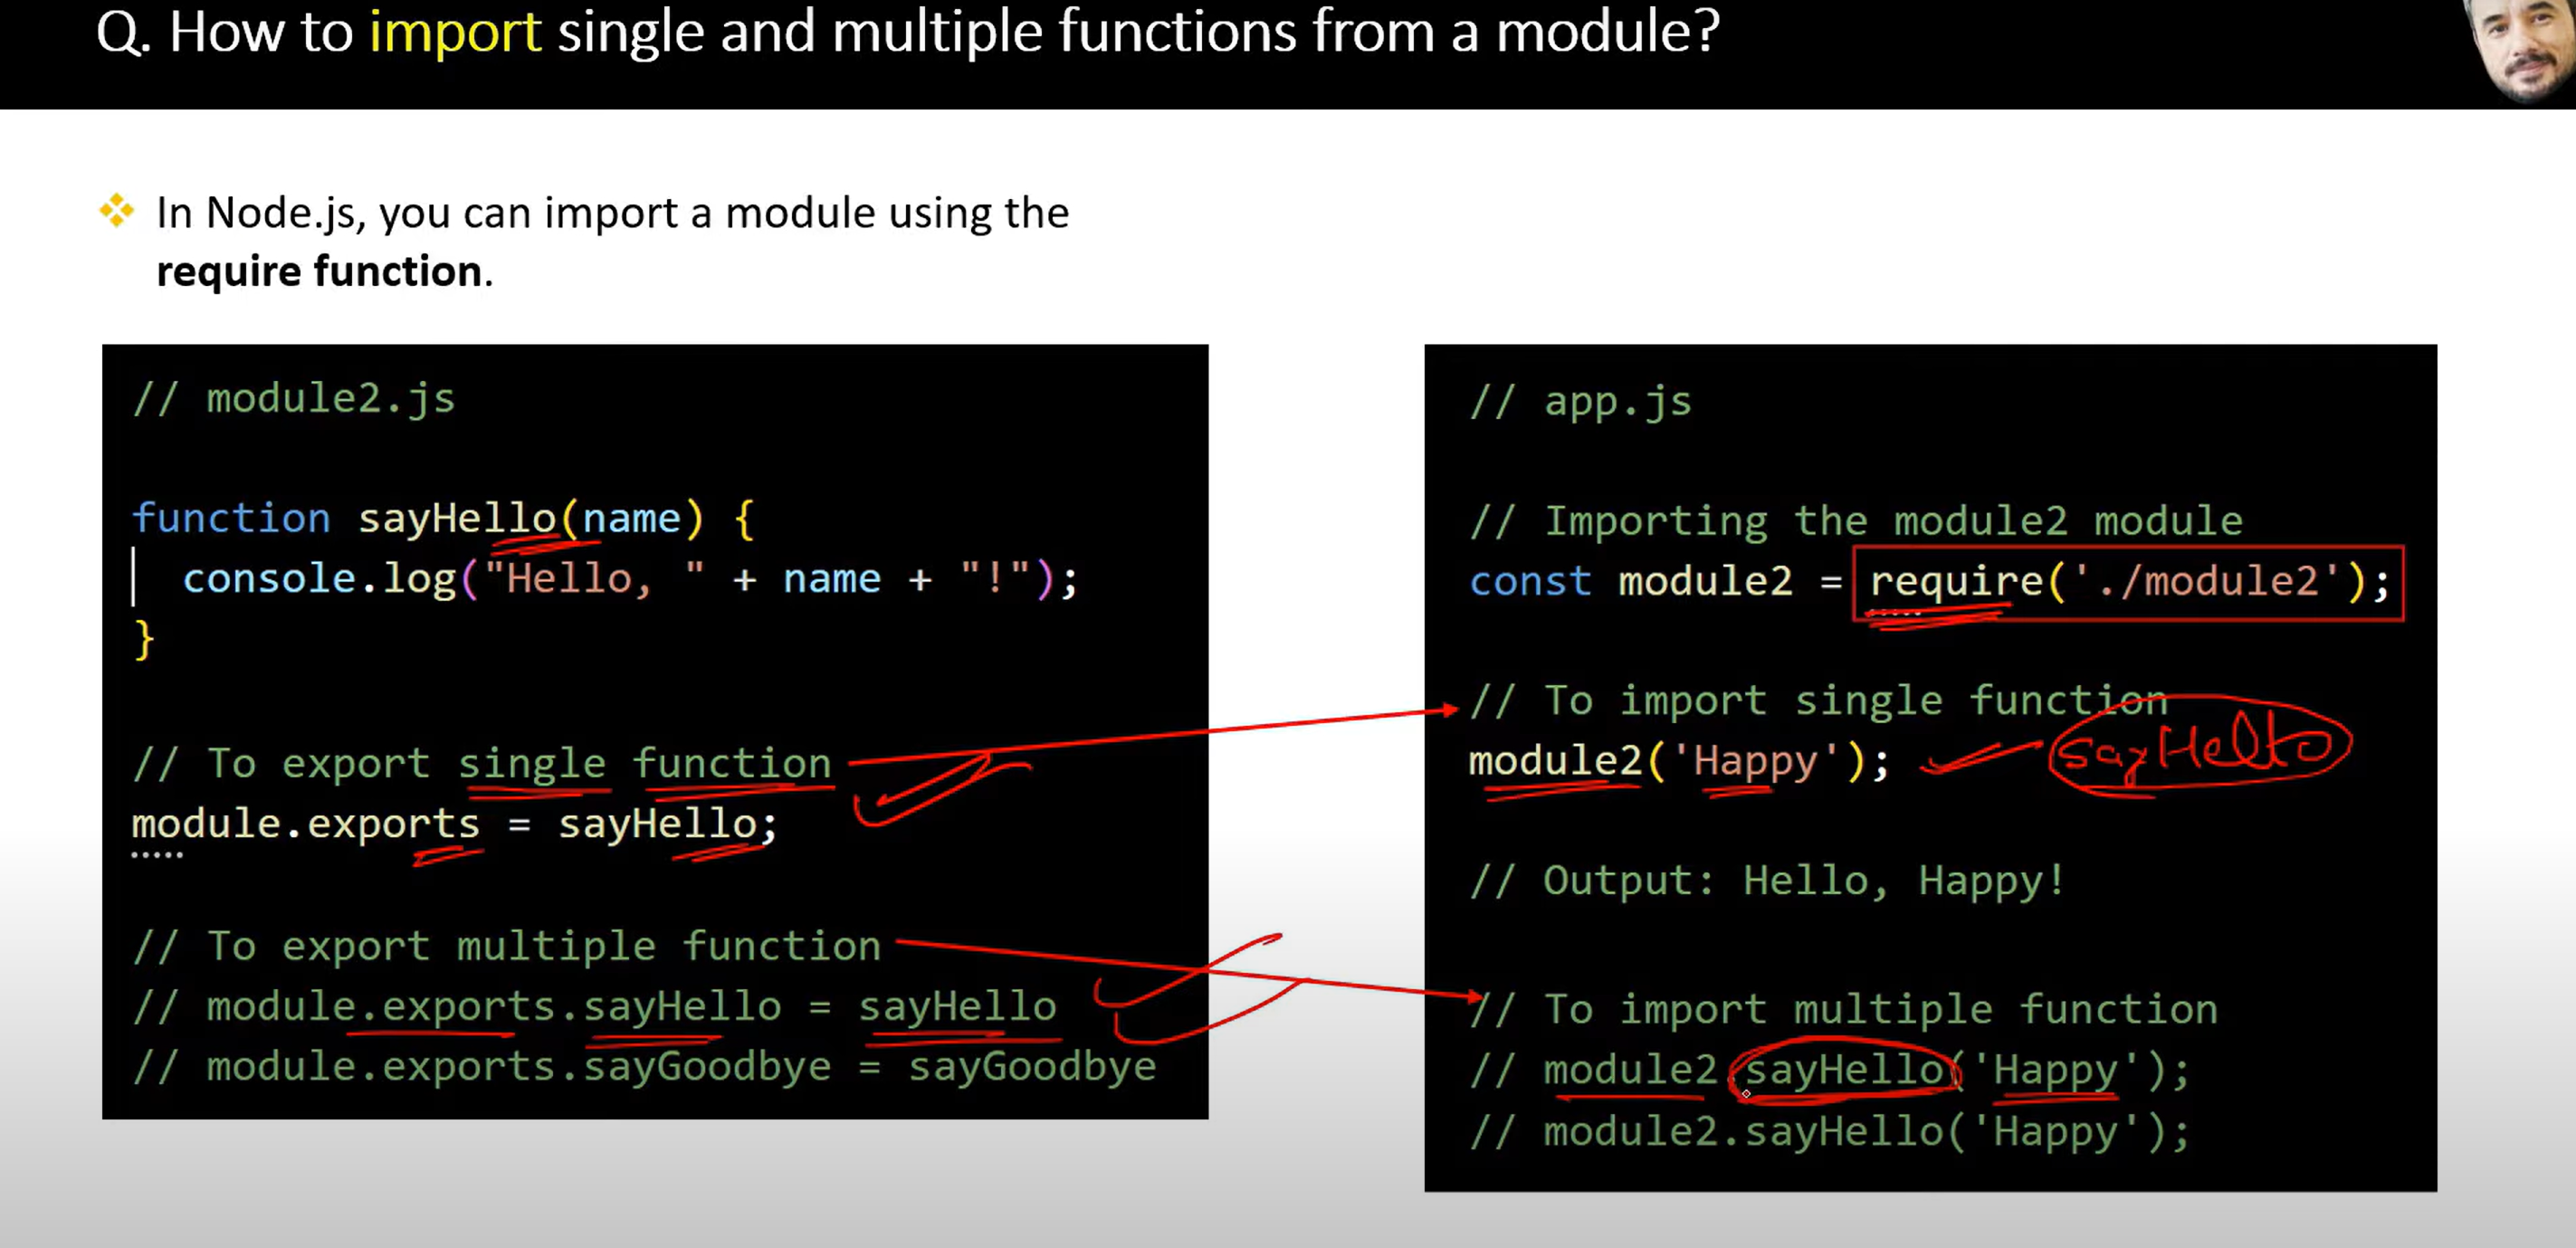 Q. How to import single and multiple functions from a module?
In Node.js, you can import a module using the
require function.
// module2.js
function sayHello(name) {
console.log("Hello, " + name + "!");
}
// To export single function
module.exports = sayHello;
// To export multiple function
// module.exports.sayHello = sayHello
// module.exports.sayGoodbye = sayGoodbye
// app.js
// Importing the module2 module
const module2 = require('./module2');
// To import single function
module2('Happy'); sayHello
// Output: Hello, Happy!
// To import multiple function
// module2.sayHello('Happy');
// module2.sayHello('Happy');